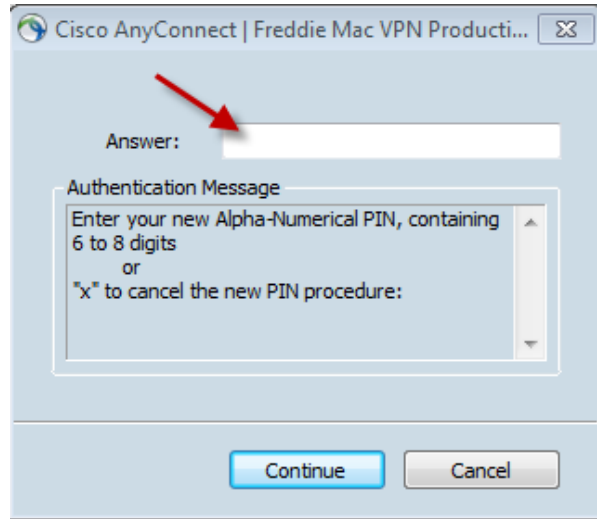 Cisco AnyConnect | Freddie Mac VPN Producti...
Answer:
Authentication Message
Enter your new Alpha-Numerical PIN, containing
6 to 8 digits
or
"x" to cancel the new PIN procedure:
Continue
Cancel